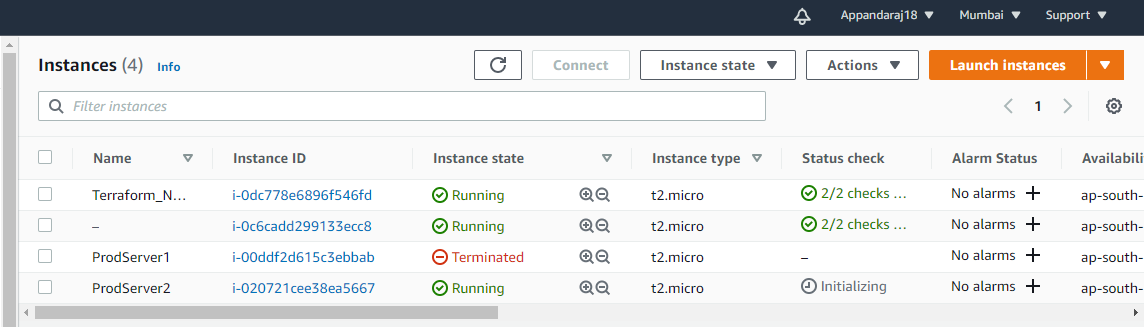 Appandaraj18 Mumbai Support
Instances (4) Info Connect Instance state Actions Launch instances
Filter instances 1
Name Instance ID Instance state Instance type Status check Alarm Status Availabili
Terraform_N... i-0dc778e6896f546fd Running t2.micro 2/2 checks ... No alarms + ap-south-
– i-0c6cadd299133ecc8 Running t2.micro 2/2 checks ... No alarms + ap-south-
ProdServer1 i-00ddf2d615c3ebbab Terminated t2.micro – No alarms + ap-south-
ProdServer2 i-020721cee38ea5667 Running t2.micro Initializing No alarms + ap-south-